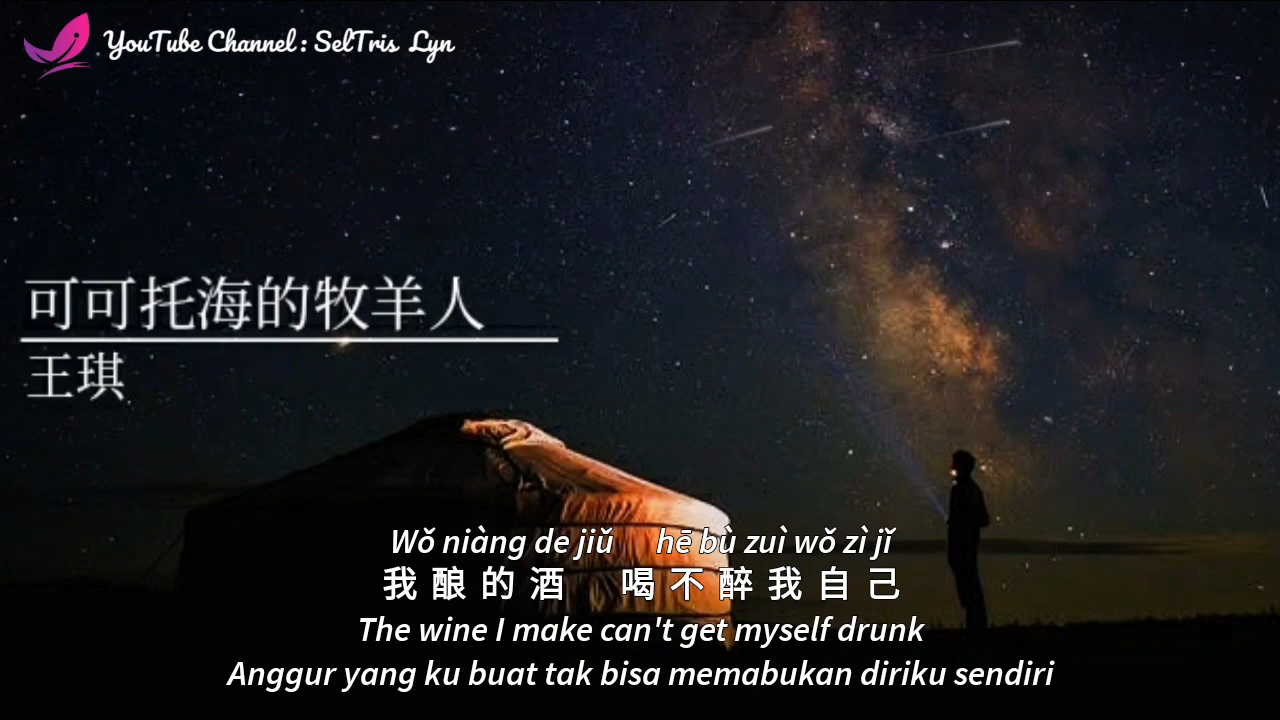 YouTube Channel : SelTris Lyn
可可托海的牧羊人
王琪
Wǒ niàng de jiǔ hē bù zuì wǒ zì jǐ
我酿的酒 喝不醉我自己
The wine I make can't get myself drunk
Anggur yang ku buat tak bisa memabukan diriku sendiri